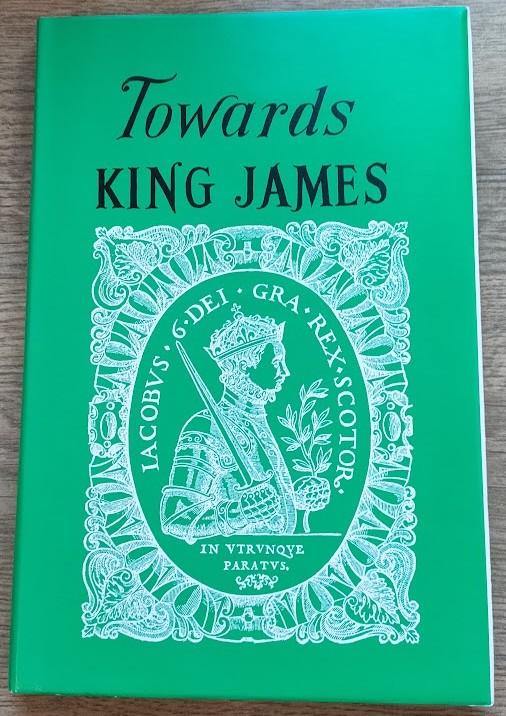 Towards
KING JAMES
IACOBVS · 6 · DEI · GRA · REX · SCOTOR ·
IN VTRVNQVE
PARATVS.